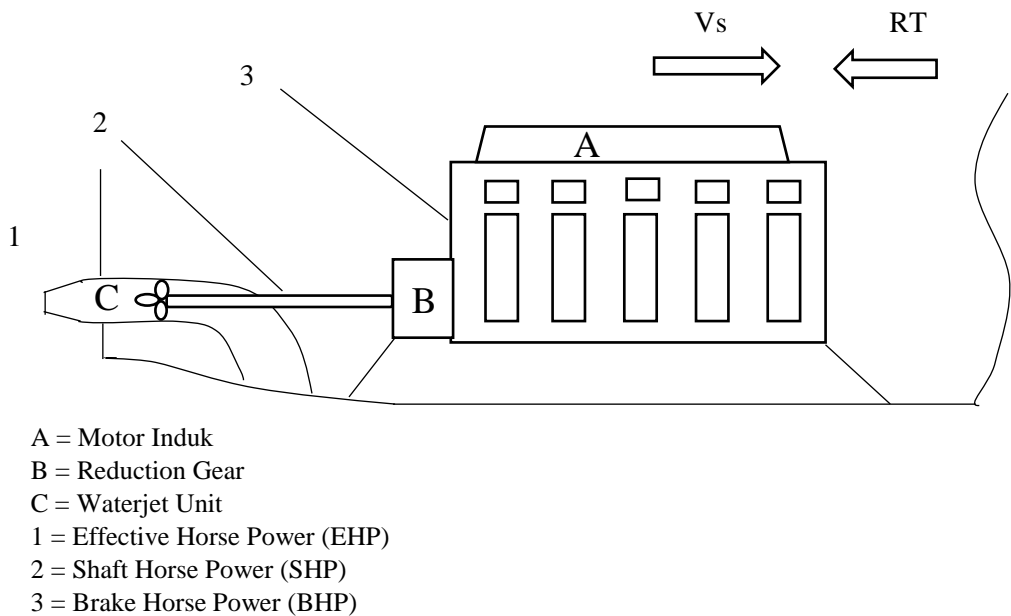 Vs RT
3
A
2
1
C
B
A = Motor Induk
B = Reduction Gear
C = Waterjet Unit
1 = Effective Horse Power (EHP)
2 = Shaft Horse Power (SHP)
3 = Brake Horse Power (BHP)